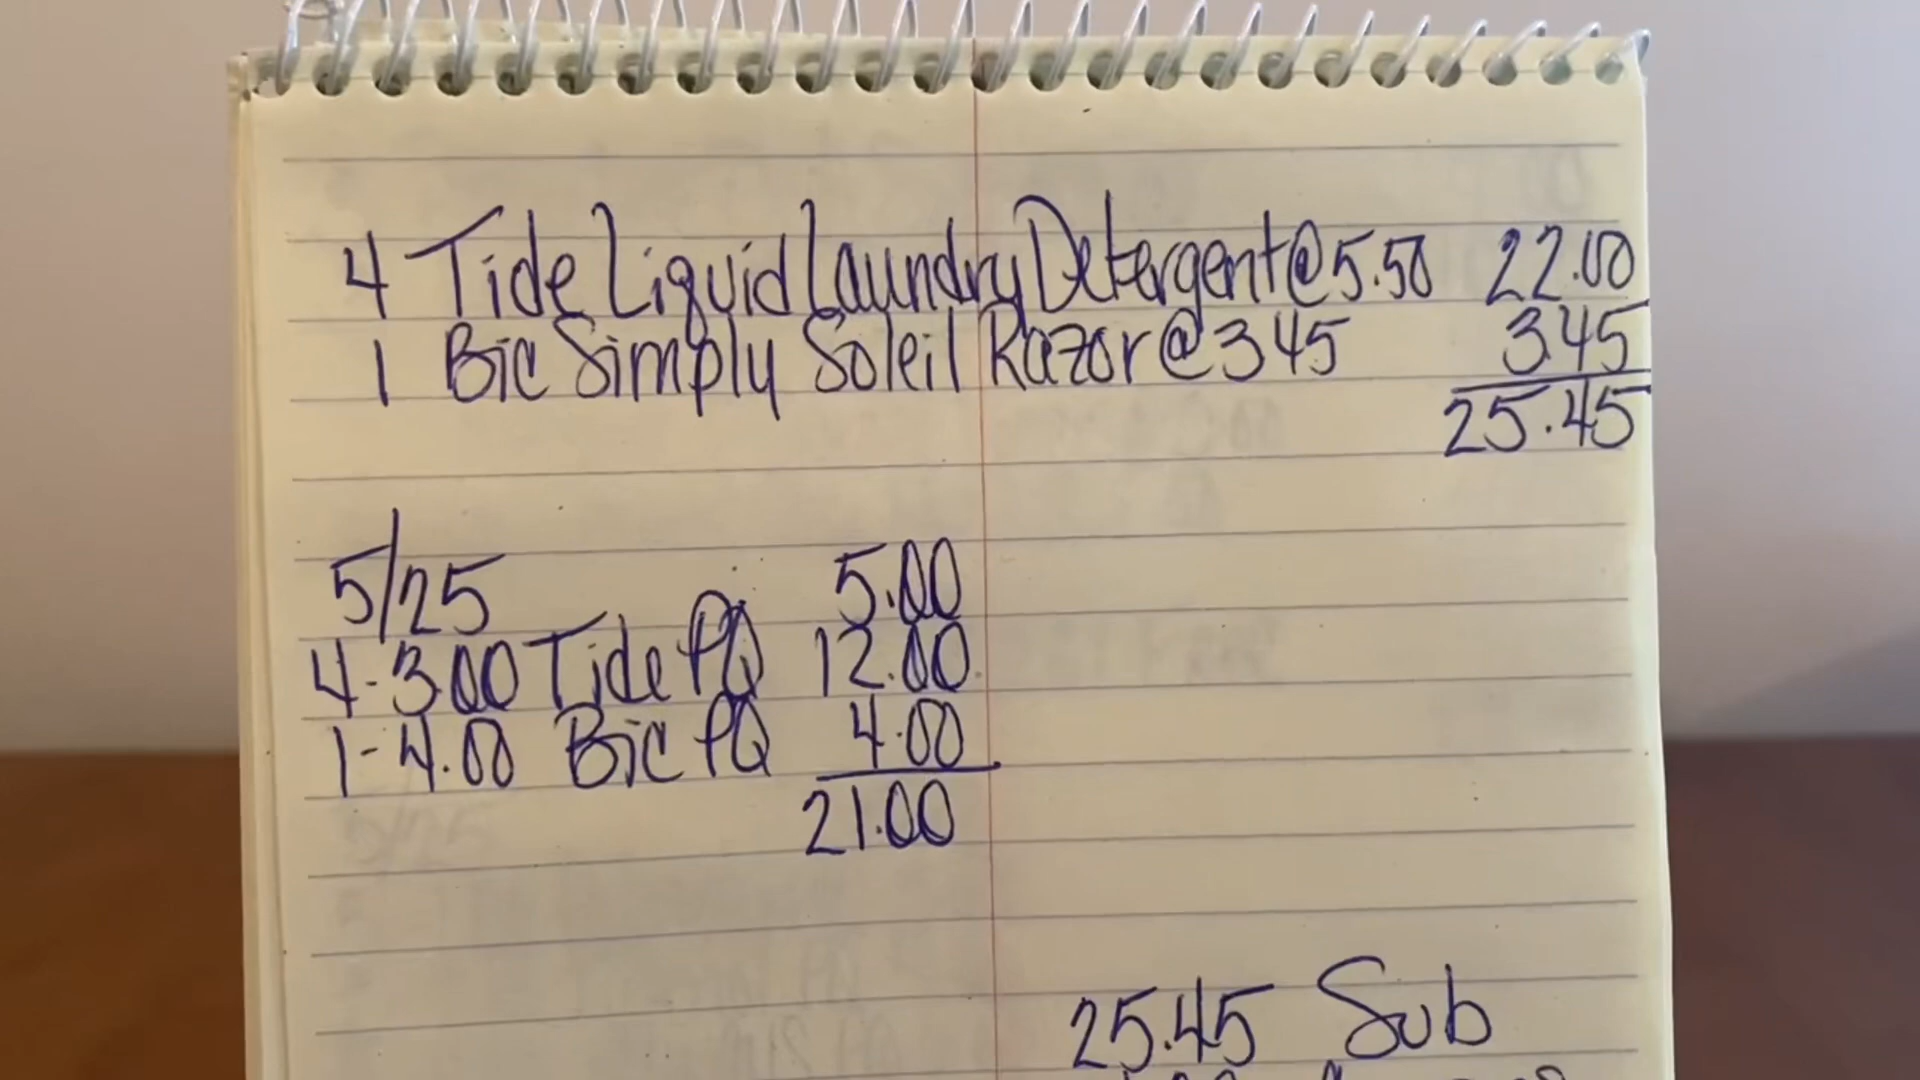 4 Tide Liquid Laundry Detergent @ 5.50 22.00
1 Bic Simply Soleil Razor @ 3.45 3.45
25.45
5/25 5.00
4-3.00 Tide PQ 12.00
1-4.00 Bic PQ 4.00
21.00
25.45 Sub